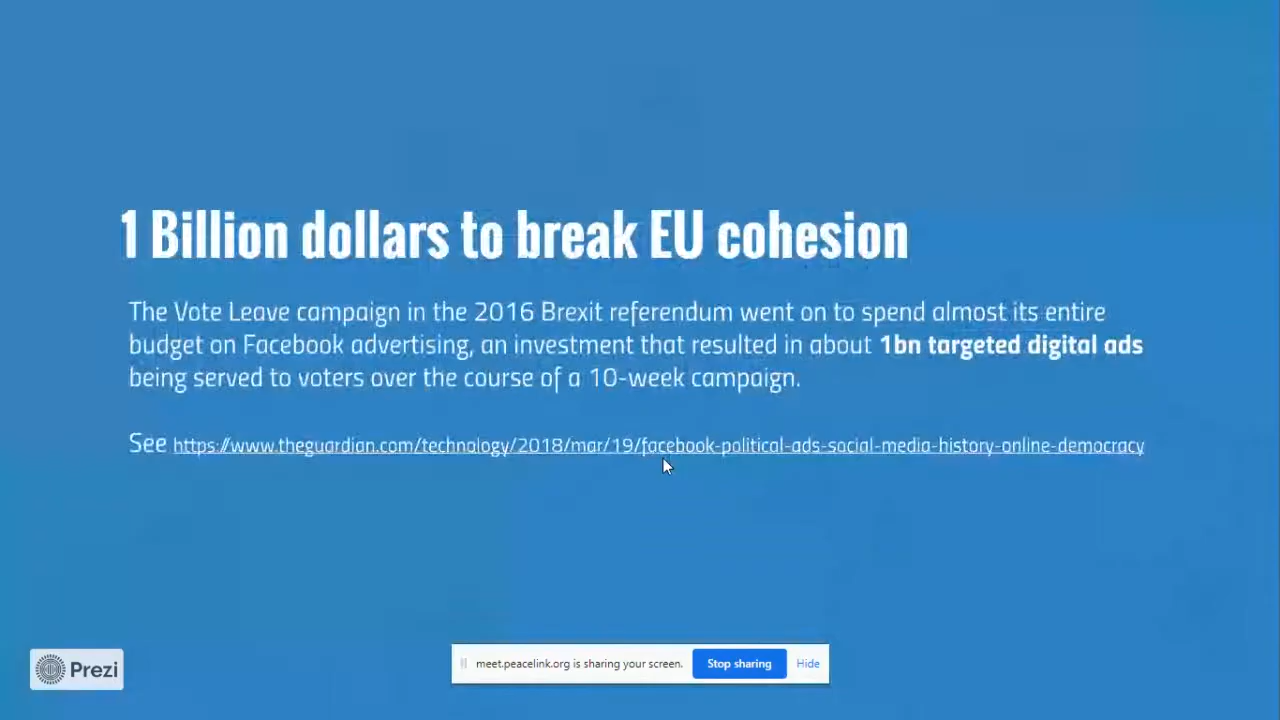 1 Billion dollars to break EU cohesion
The Vote Leave campaign in the 2016 Brexit referendum went on to spend almost its entire
budget on Facebook advertising, an investment that resulted in about 1bn targeted digital ads
being served to voters over the course of a 10-week campaign.
See https://www.theguardian.com/technology/2018/mar/19/facebook-political-ads-social-media-history-online-democracy
Prezi
meet.peacelink.org is sharing your screen. Stop sharing Hide